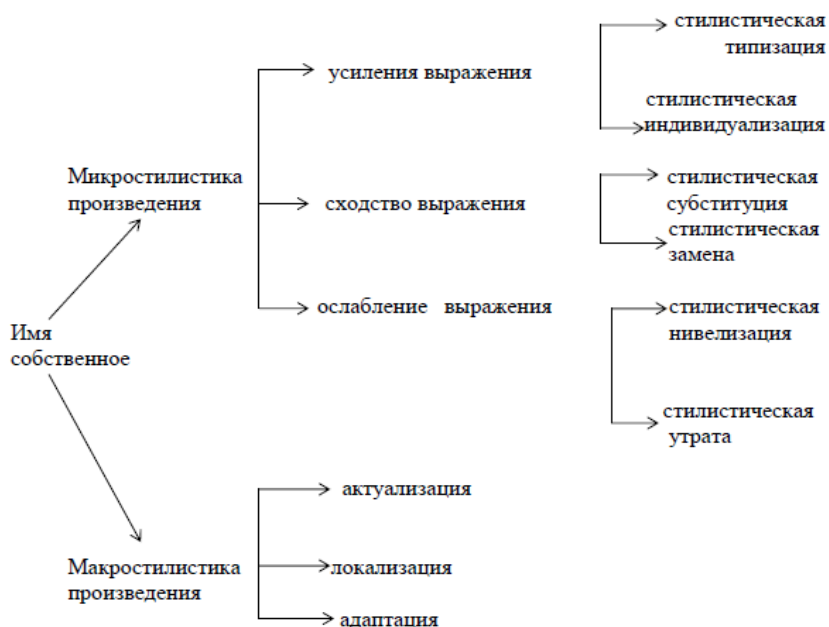 стилистическая
типизация
усиления выражения
стилистическая
индивидуализация
Микростилистика
произведения
сходство выражения
стилистическая
субституция
стилистическая
замена
ослабление выражения
стилистическая
нивелизация
Имя
собственное
стилистическая
утрата
актуализация
Макростилистика
произведения
локализация
адаптация